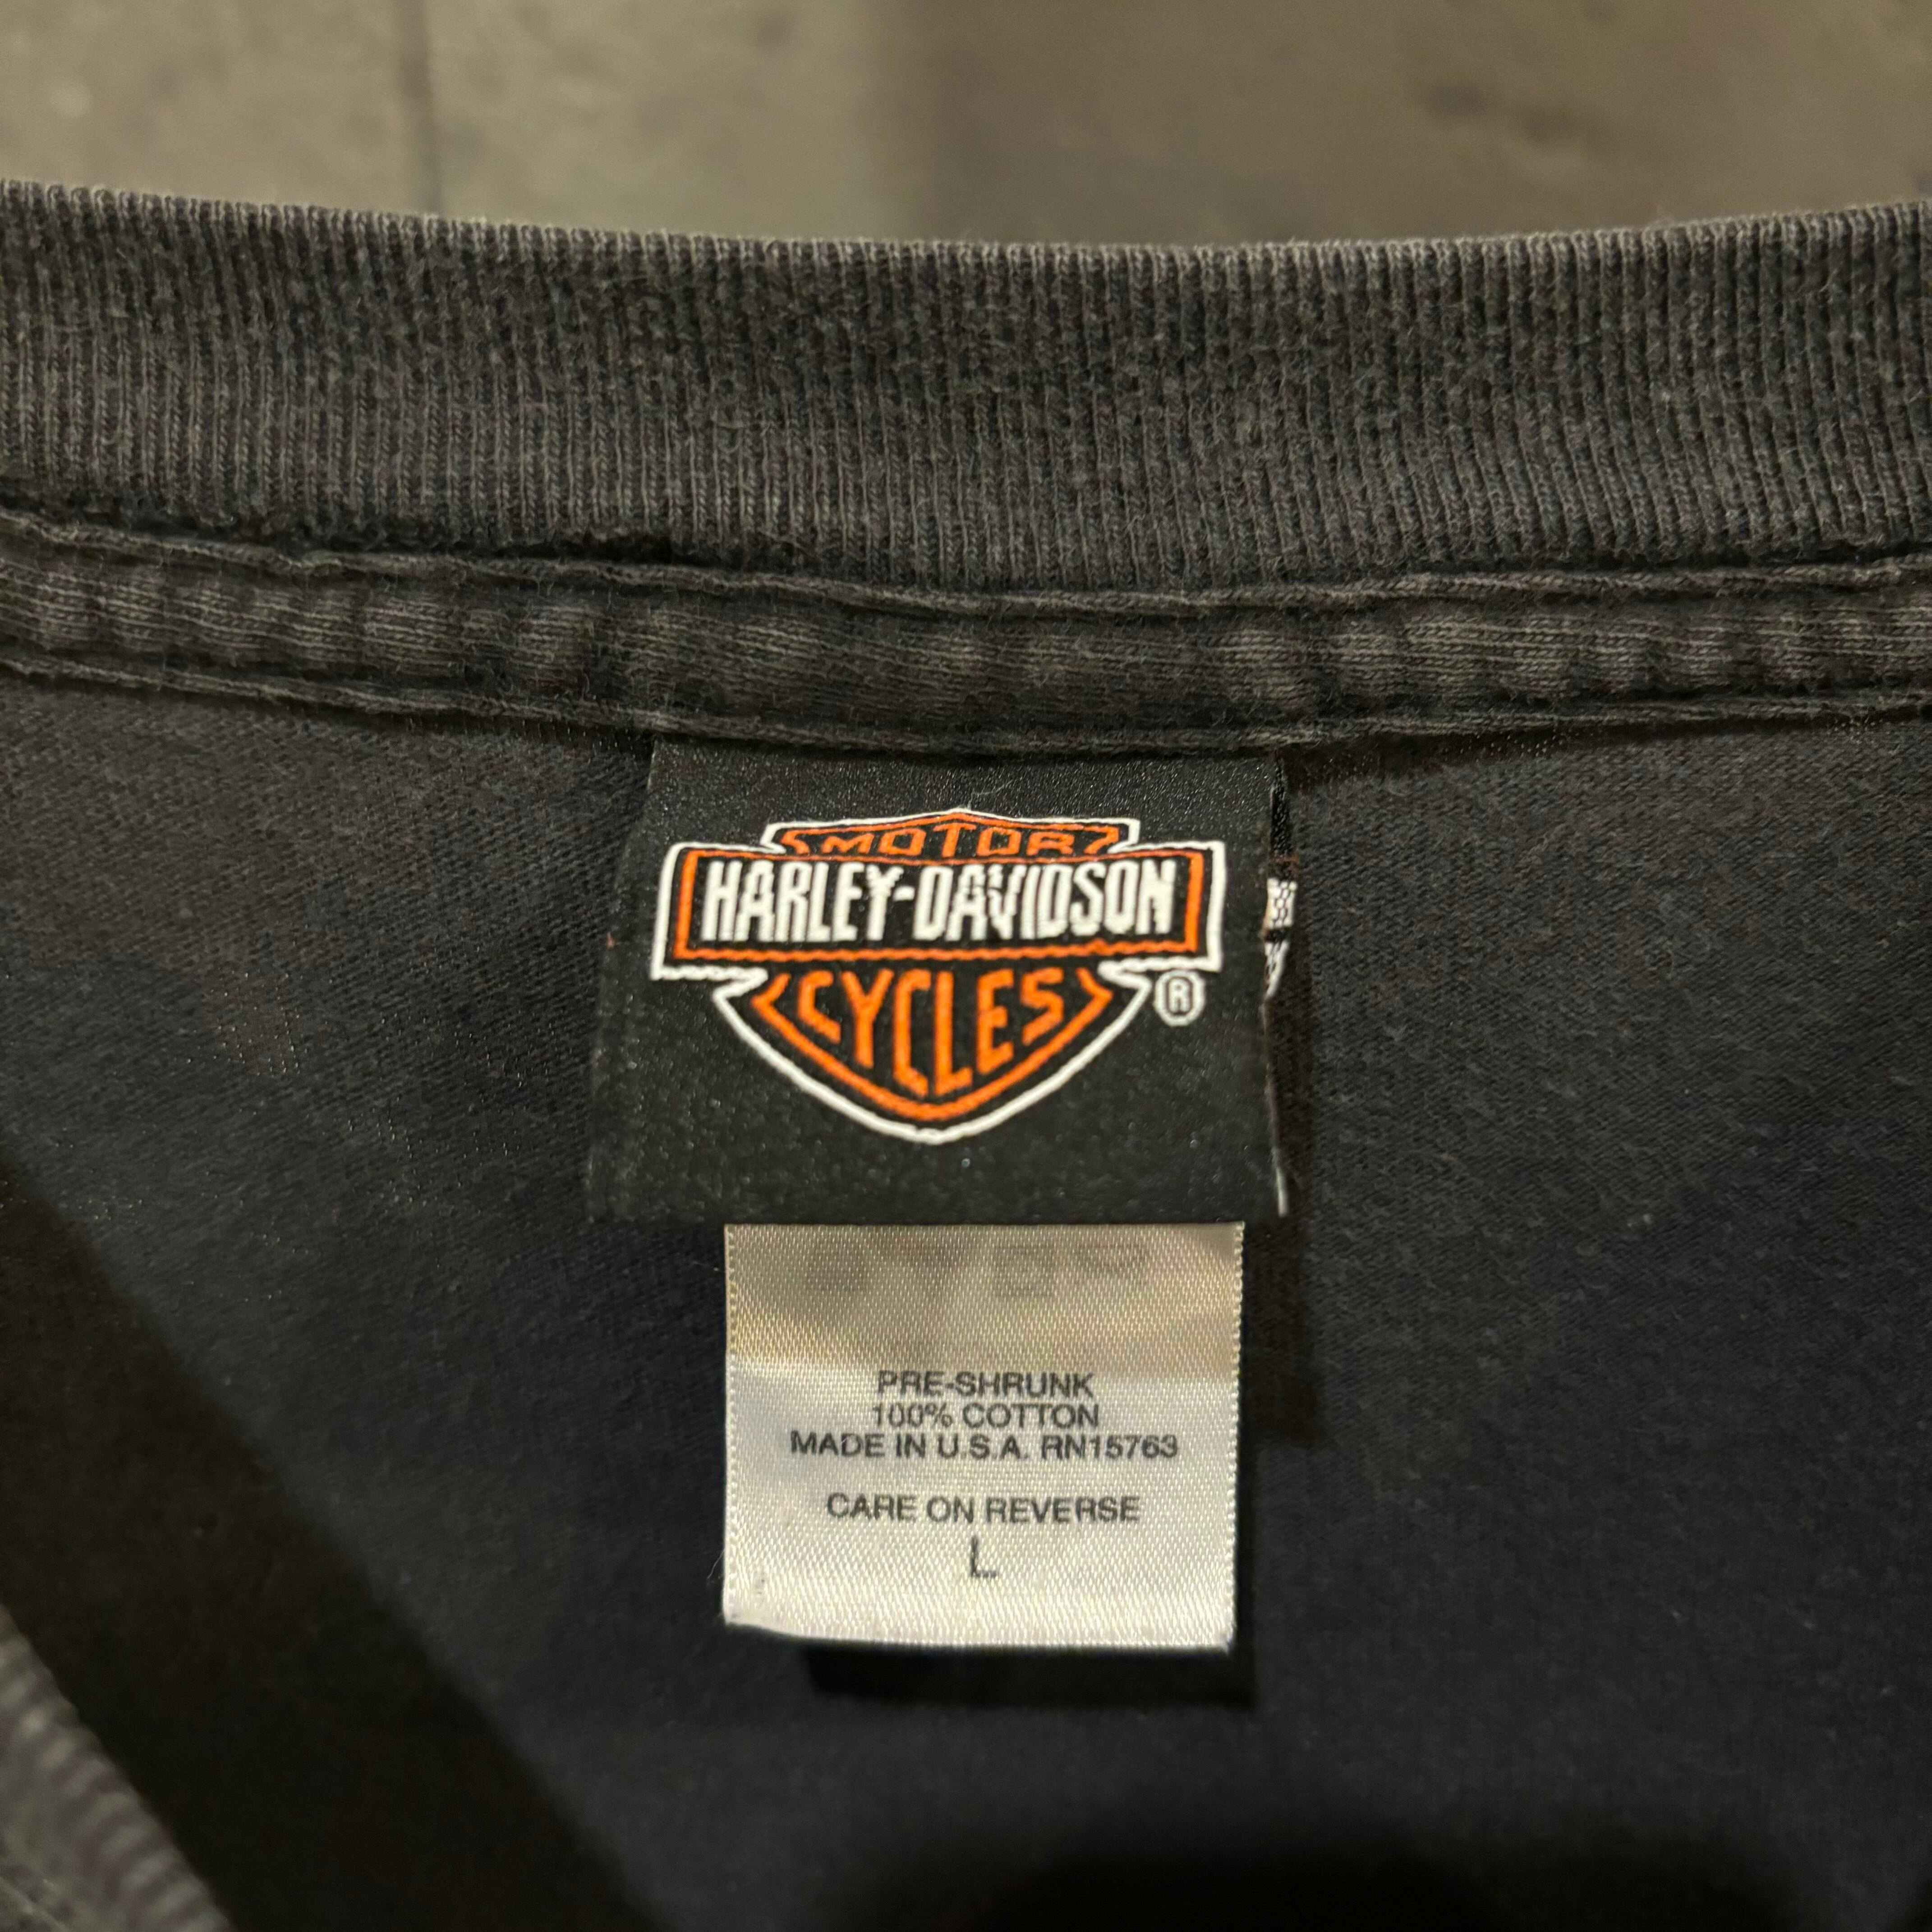 MOTOR
HARLEY-DAVIDSON
CYCLES
®
PRE-SHRUNK
100% COTTON
MADE IN U.S.A. RN15763
CARE ON REVERSE
L